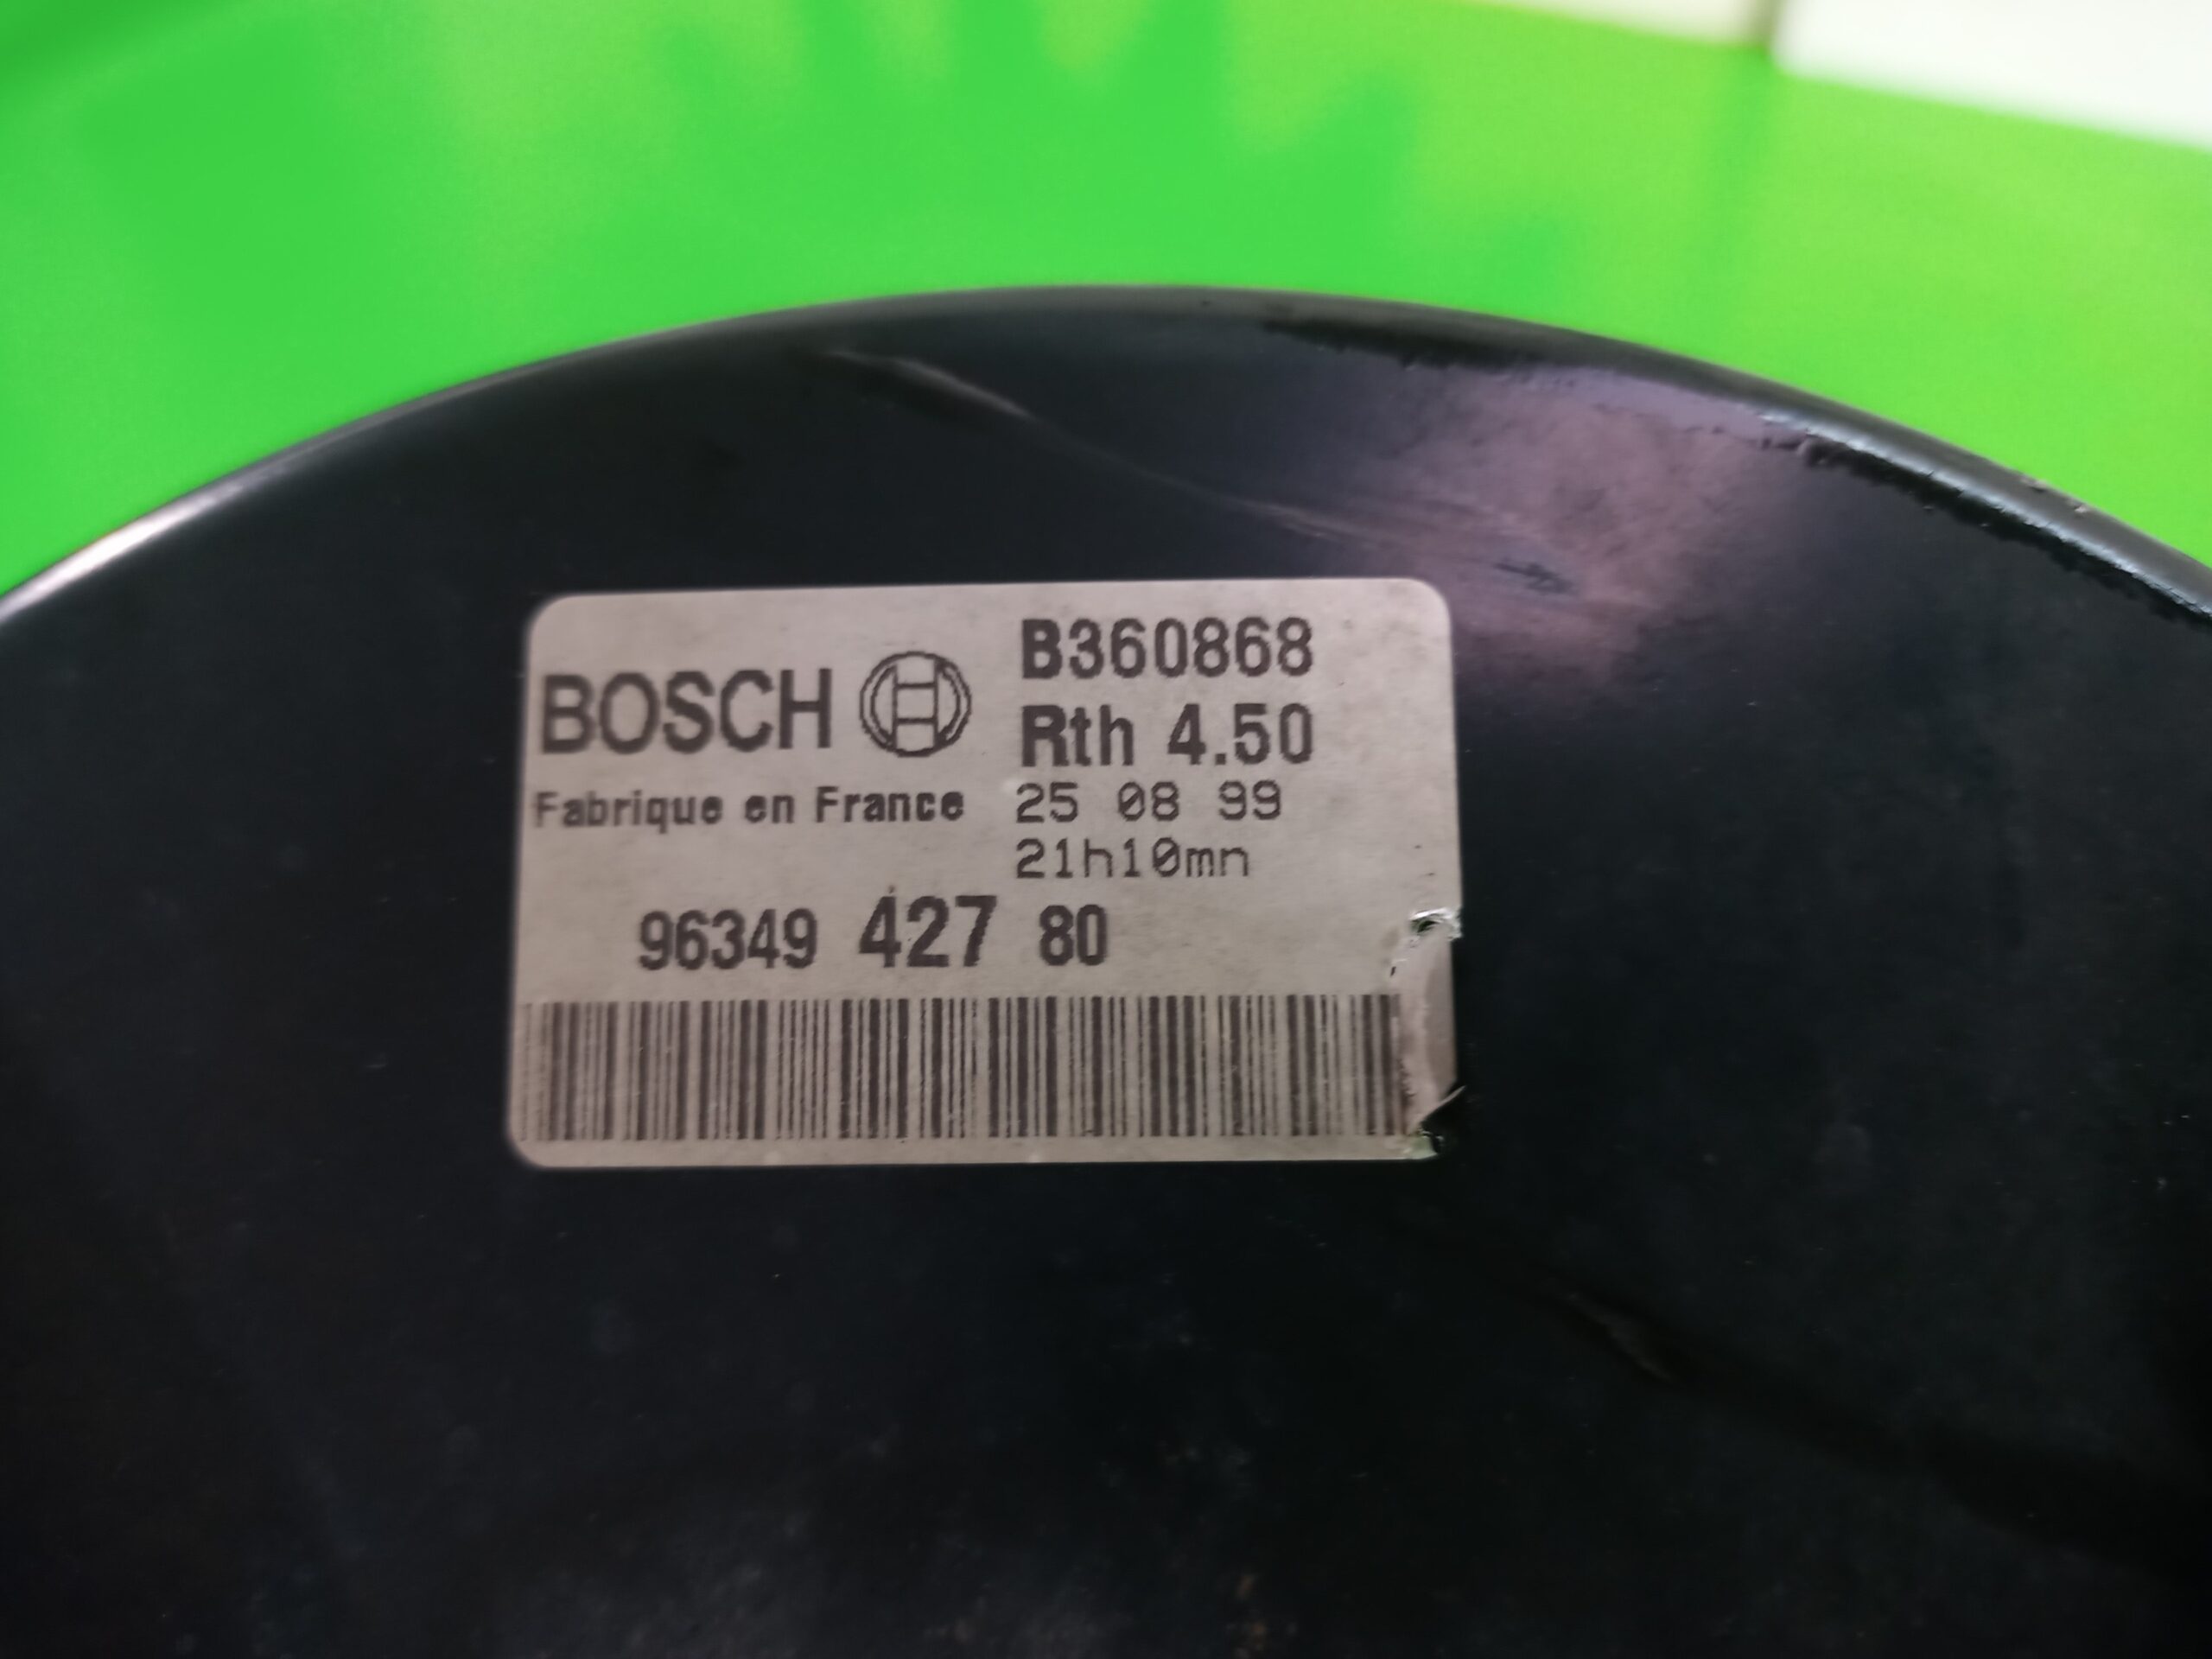 BOSCH
Fabrique en France
B360868
Rth 4.50
25 08 99
21h10mn
96349 427 80